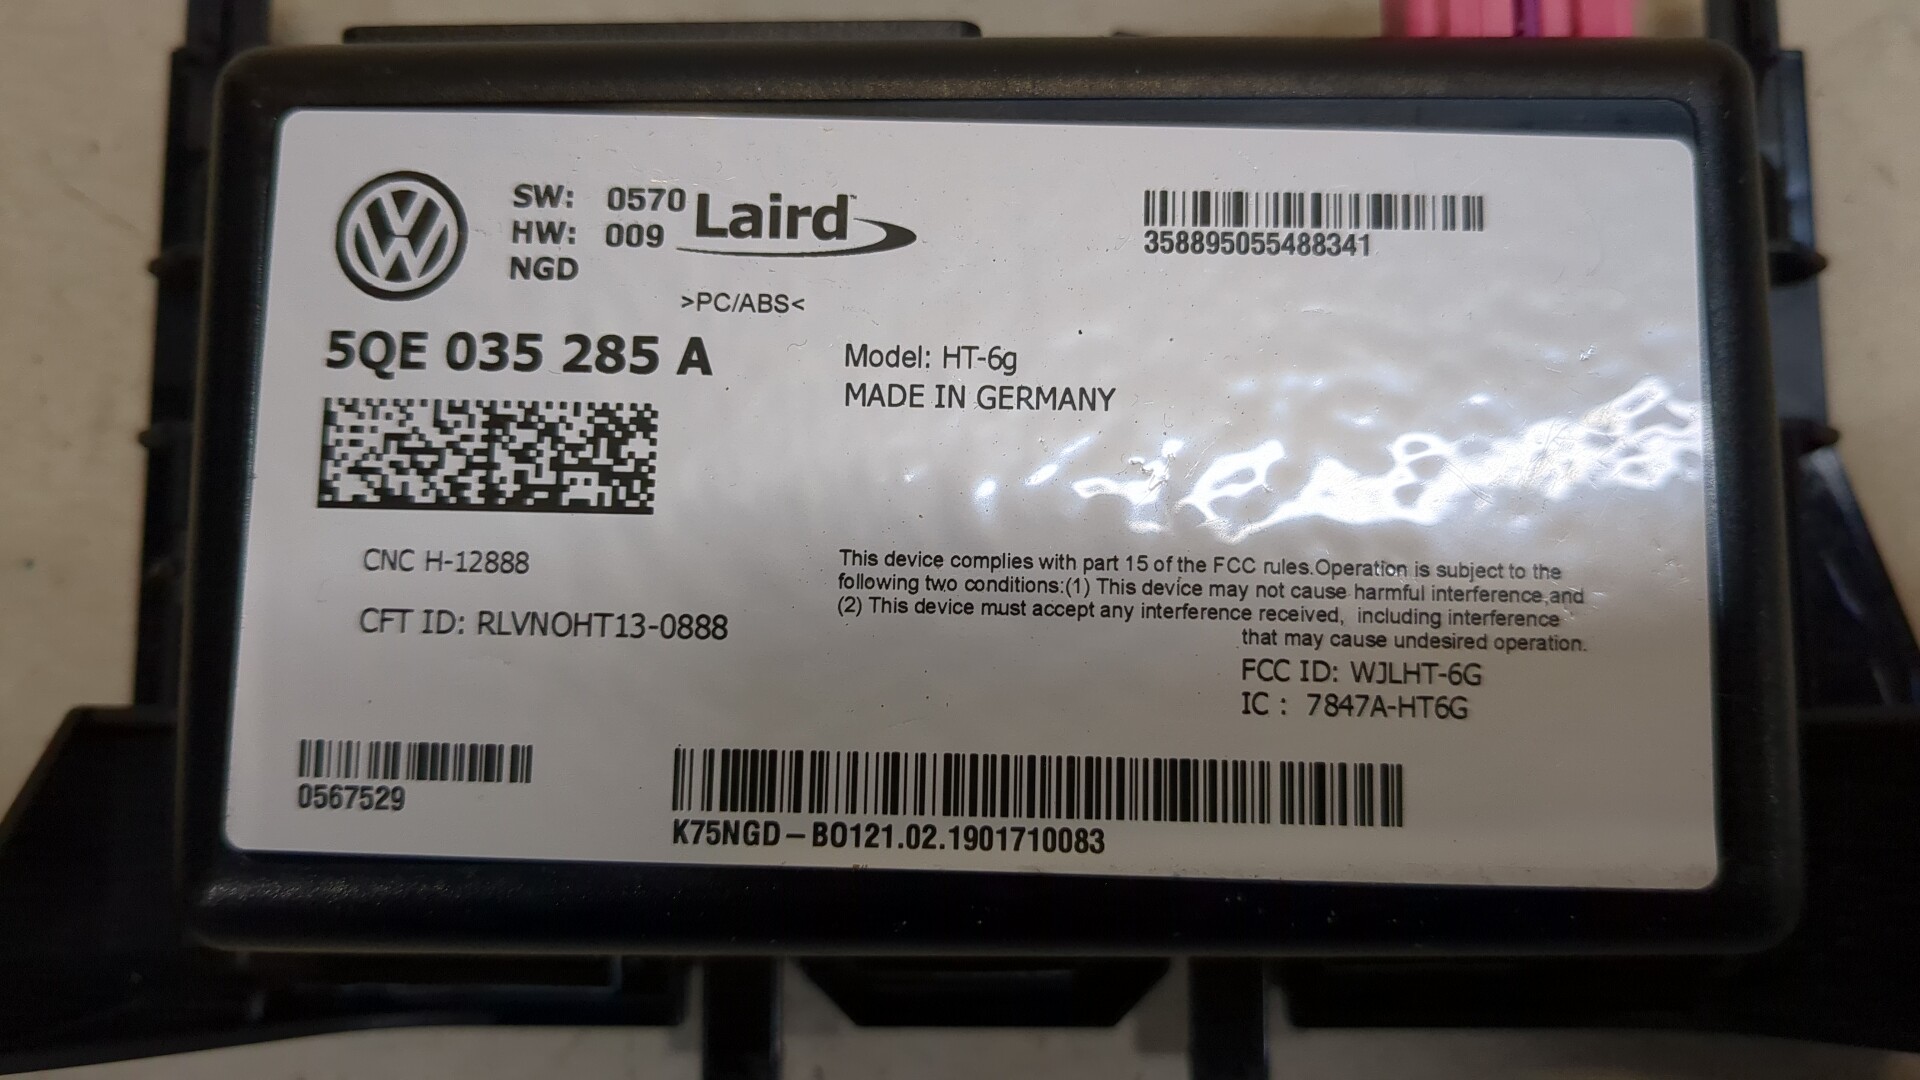 SW: 0570
HW: 009
NGD
Laird™
>PC/ABS<
358895055488341
5QE 035 285 A
Model: HT-6g
MADE IN GERMANY
CNC H-12888
CFT ID: RLVNOHT13-0888
This device complies with part 15 of the FCC rules.Operation is subject to the
following two conditions:(1) This device may not cause harmful interference,and
(2) This device must accept any interference received, including interference
that may cause undesired operation.
FCC ID: WJLHT-6G
IC : 7847A-HT6G
0567529
K75NGD–BO121.02.1901710083